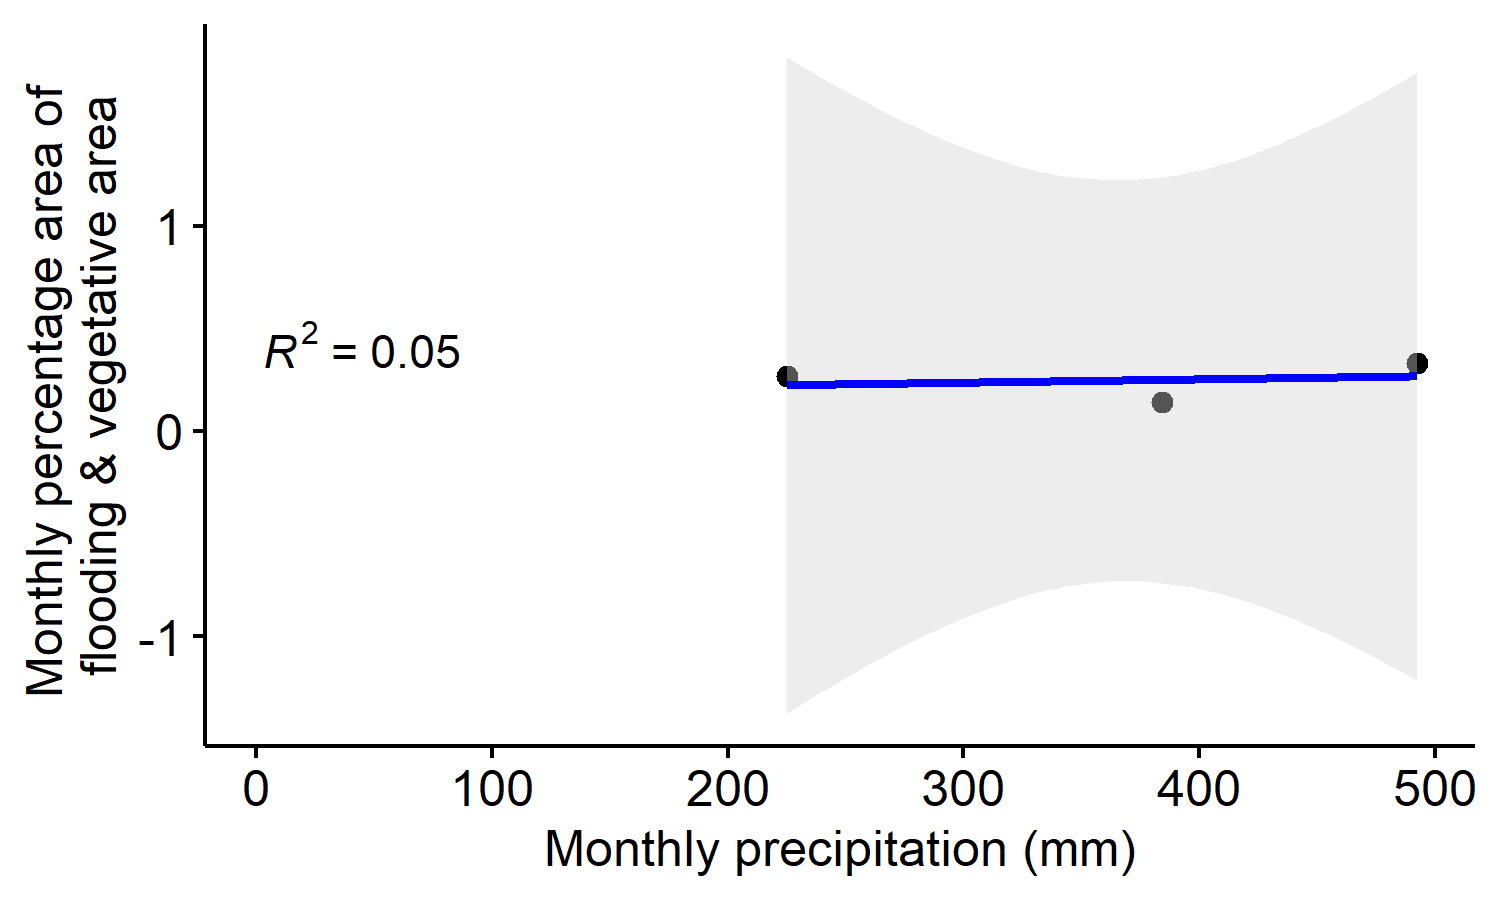 Monthly percentage area of
flooding & vegetative area
1
0
-1
R² = 0.05
0 100 200 300 400 500
Monthly precipitation (mm)